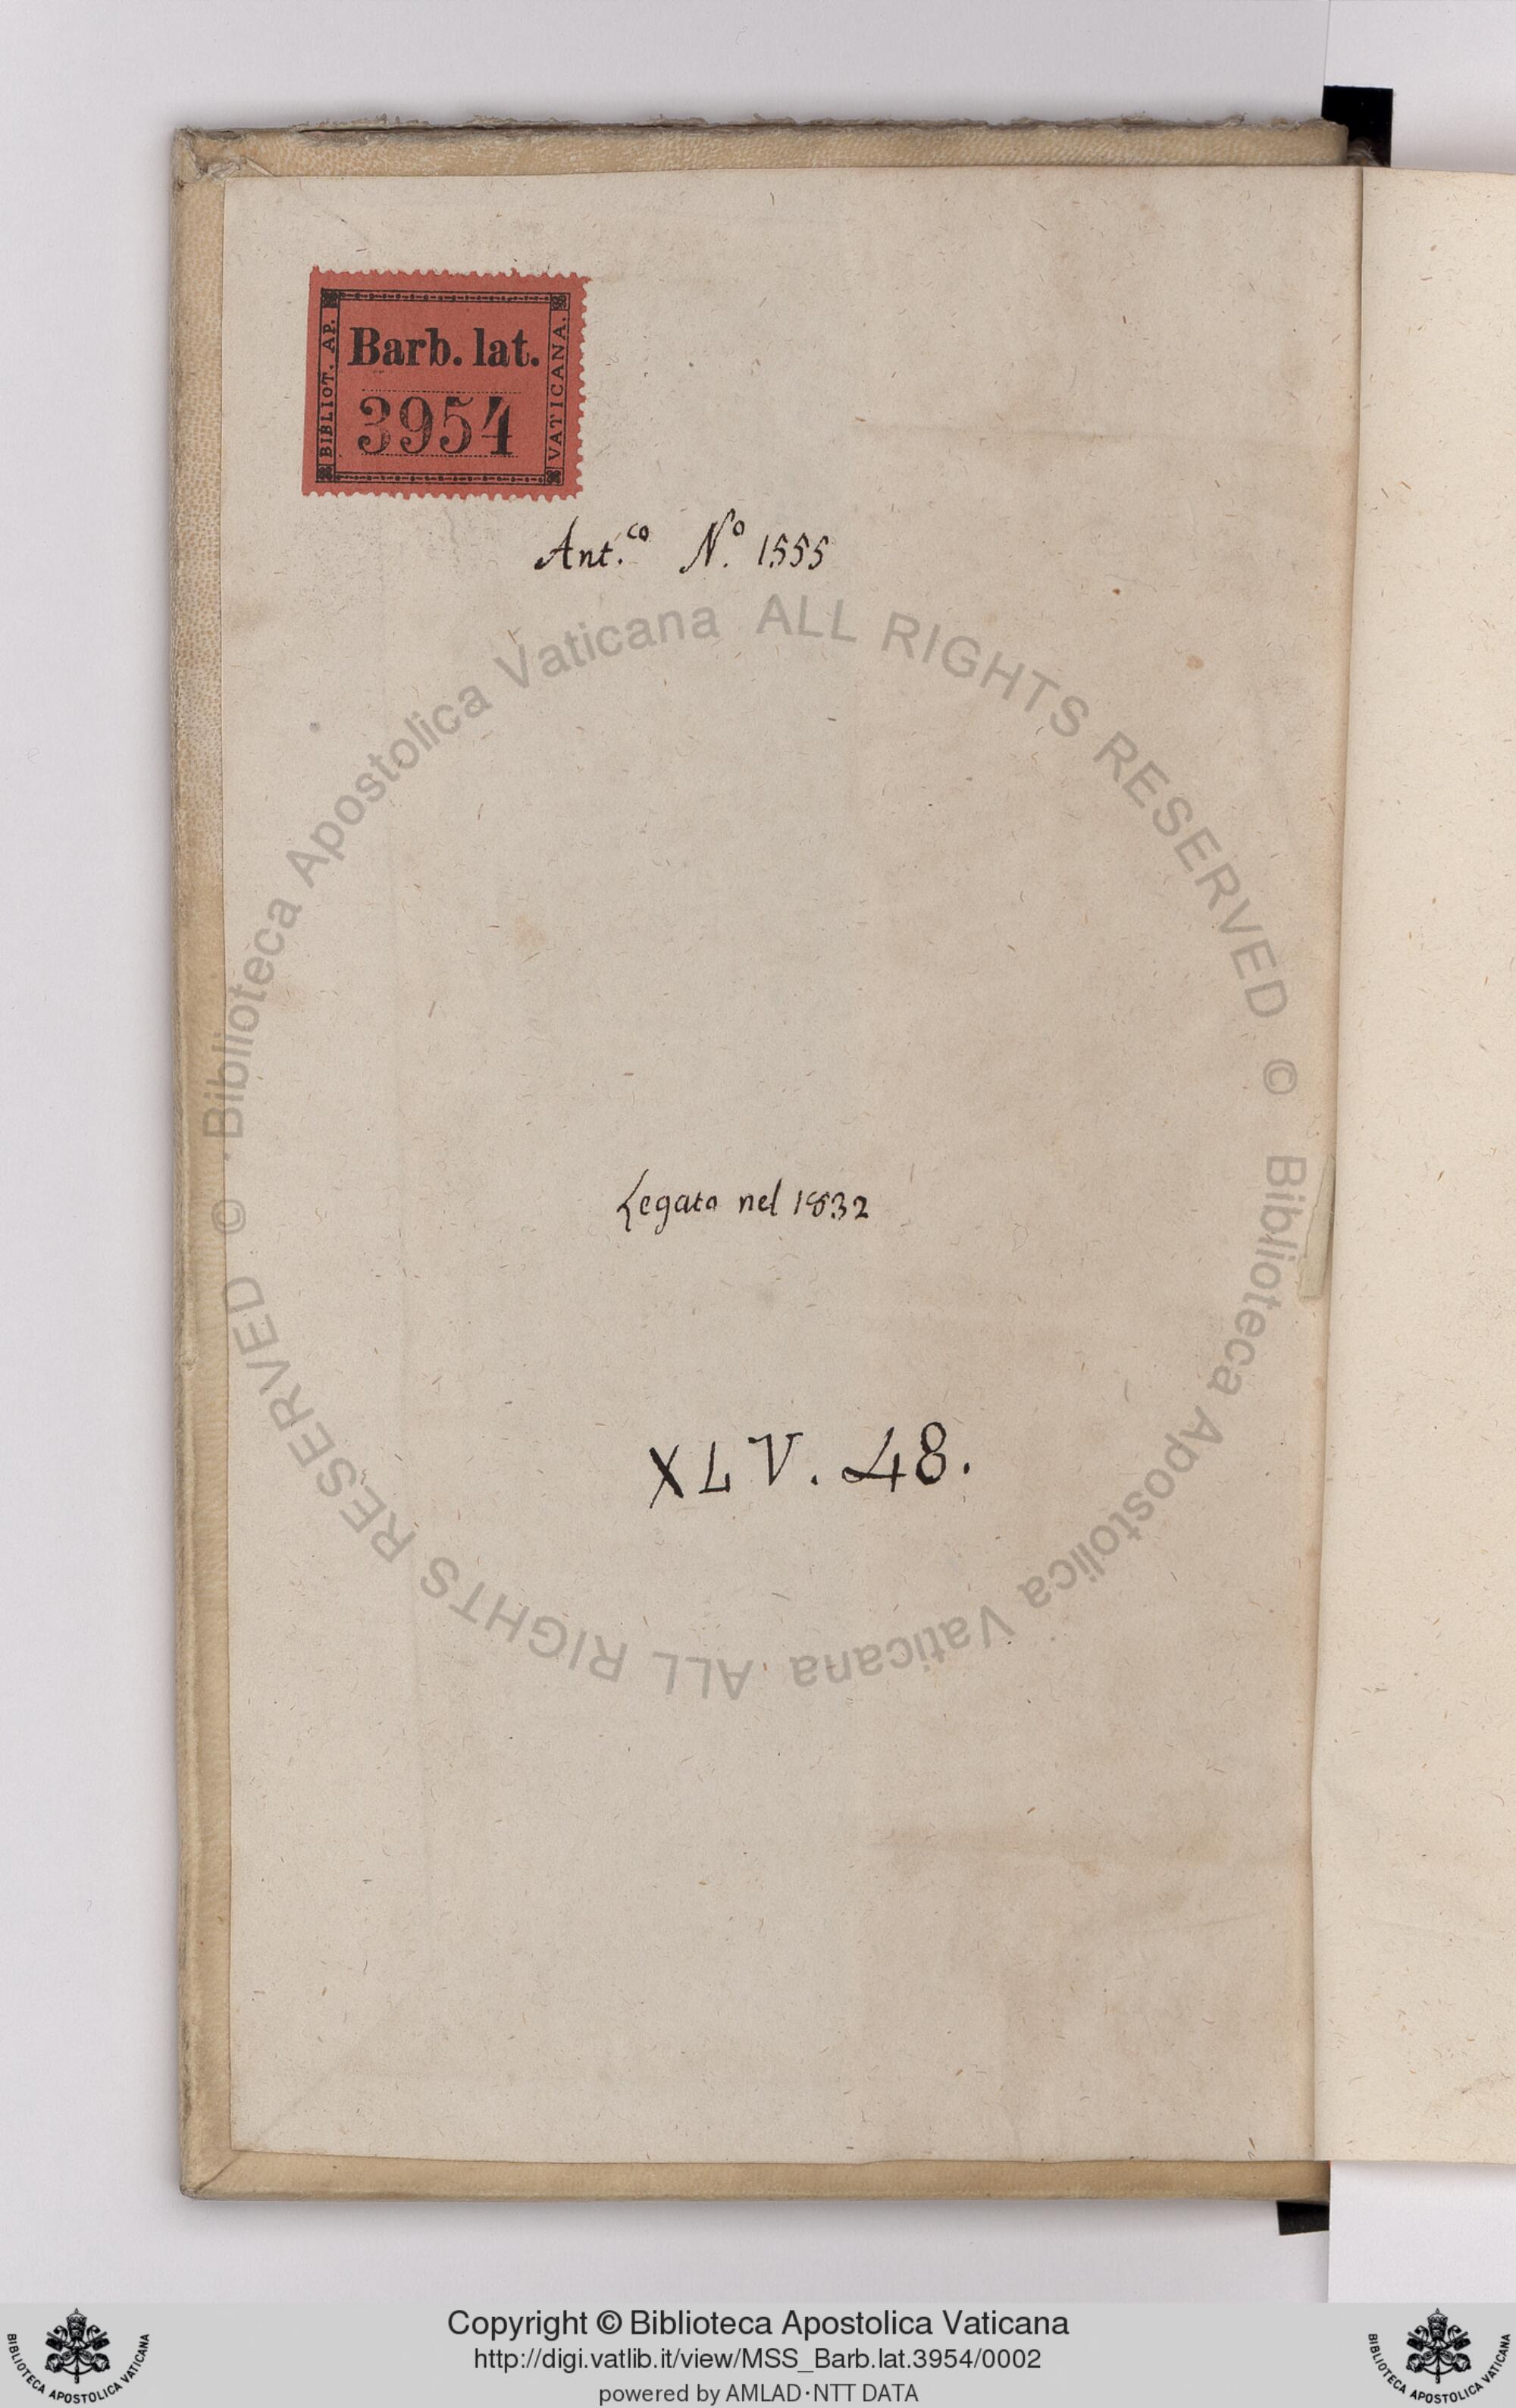 BIBLIOT. AP.
Barb. lat.
VATICANA.
3954
Ant.co No. 1555
© Biblioteca Apostolica Vaticana ALL RIGHTS RESERVED
© Biblioteca Apostolica Vaticana ALL RIGHTS RESERVED
Legato nel 1832
XLV. 48.
BIBLIOTECA APOSTOLICA VATICANA
Copyright © Biblioteca Apostolica Vaticana
http://digi.vatlib.it/view/MSS_Barb.lat.3954/0002
powered by AMLAD·NTT DATA
BIBLIOTECA APOSTOLICA VATICANA